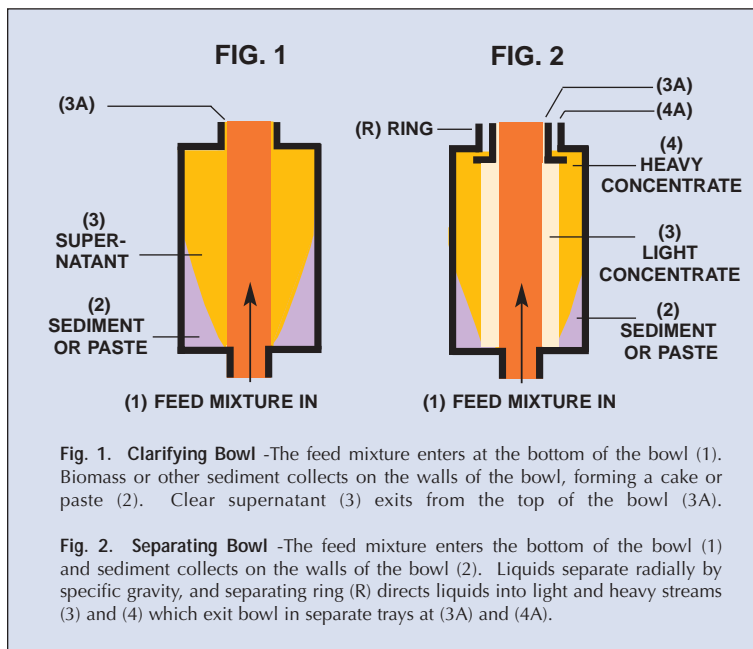 FIG. 1
(3A)
(3)
SUPER-
NATANT
(2)
SEDIMENT
OR PASTE
(1) FEED MIXTURE IN
FIG. 2
(3A)
(4A)
(R) RING
(4)
HEAVY
CONCENTRATE
(3)
LIGHT
CONCENTRATE
(2)
SEDIMENT
OR PASTE
(1) FEED MIXTURE IN
Fig. 1. Clarifying Bowl -The feed mixture enters at the bottom of the bowl (1).
Biomass or other sediment collects on the walls of the bowl, forming a cake or
paste (2). Clear supernatant (3) exits from the top of the bowl (3A).
Fig. 2. Separating Bowl -The feed mixture enters the bottom of the bowl (1)
and sediment collects on the walls of the bowl (2). Liquids separate radially by
specific gravity, and separating ring (R) directs liquids into light and heavy streams
(3) and (4) which exit bowl in separate trays at (3A) and (4A).